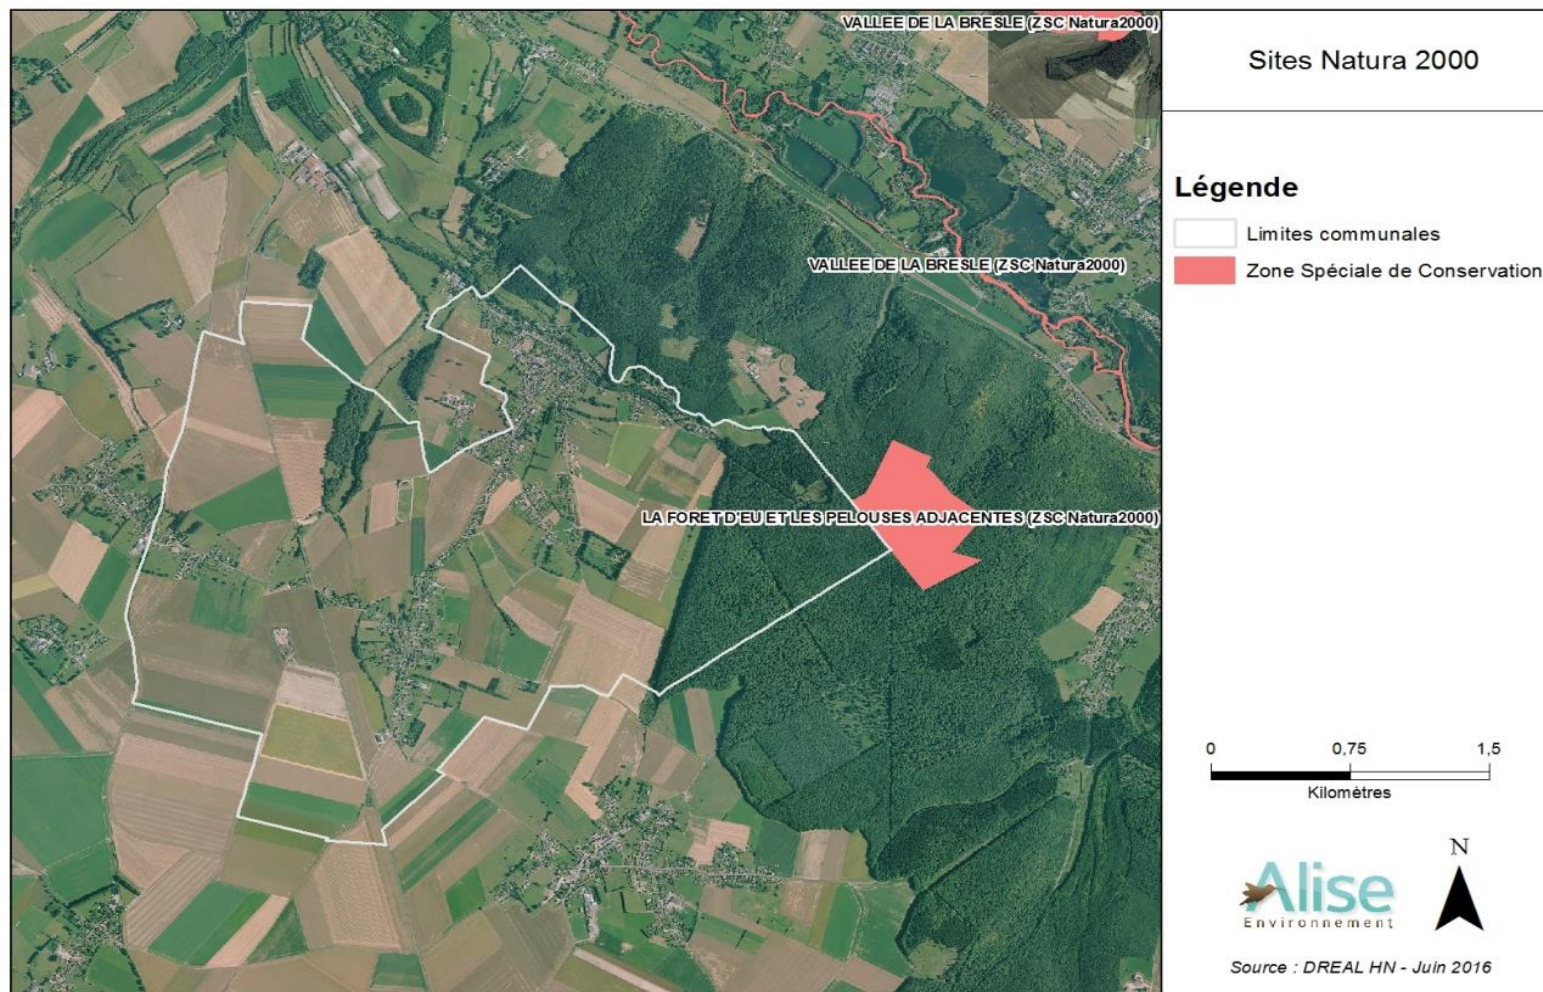 VALLEE DE LA BRESLE (ZSC Natura2000)
VALLEE DE LA BRESLE (ZSC Natura2000)
LA FORET D'EU ET LES PELOUSES ADJACENTES (ZSC Natura2000)
Sites Natura 2000
Légende
Limites communales
Zone Spéciale de Conservation
0 0,75 1,5
Kilomètres
N
Alise
Environnement
Source : DREAL HN - Juin 2016